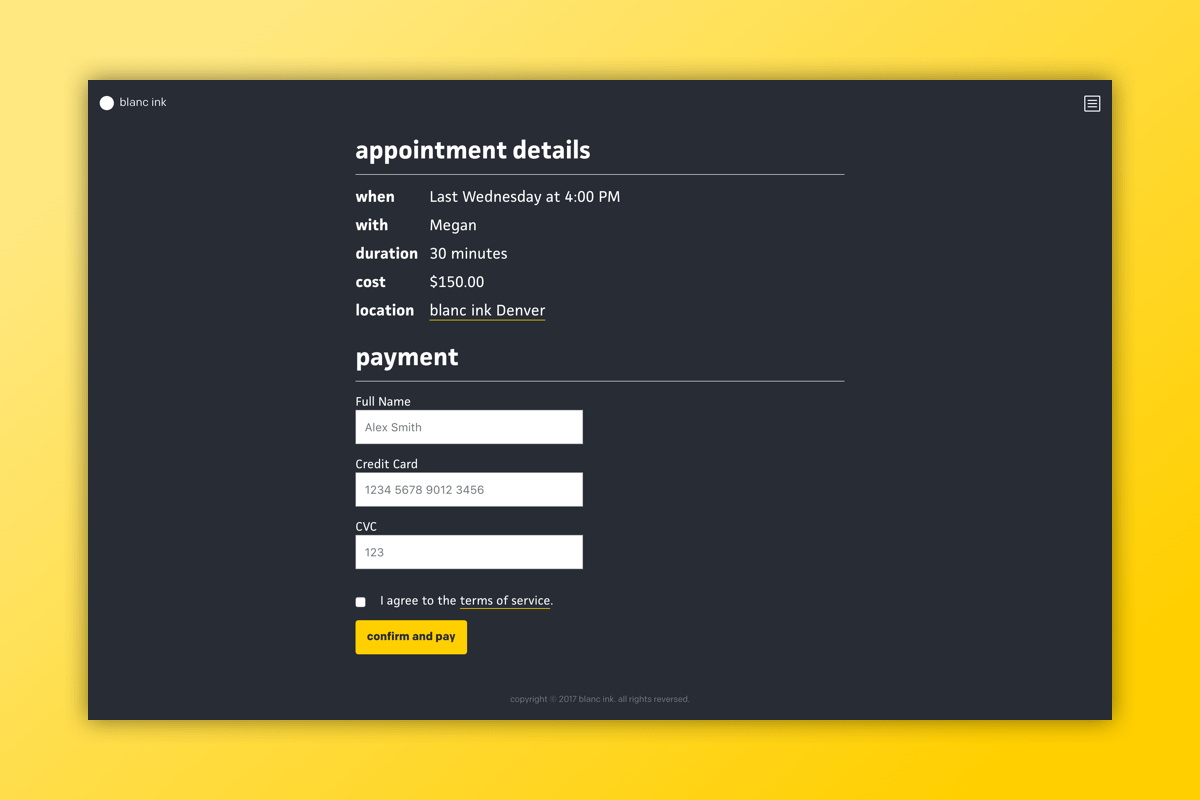 blanc ink
appointment details
when Last Wednesday at 4:00 PM
with Megan
duration 30 minutes
cost $150.00
location blanc ink Denver
payment
Full Name
Alex Smith
Credit Card
1234 5678 9012 3456
CVC
123
I agree to the terms of service.
confirm and pay
copyright © 2017 blanc ink. all rights reversed.